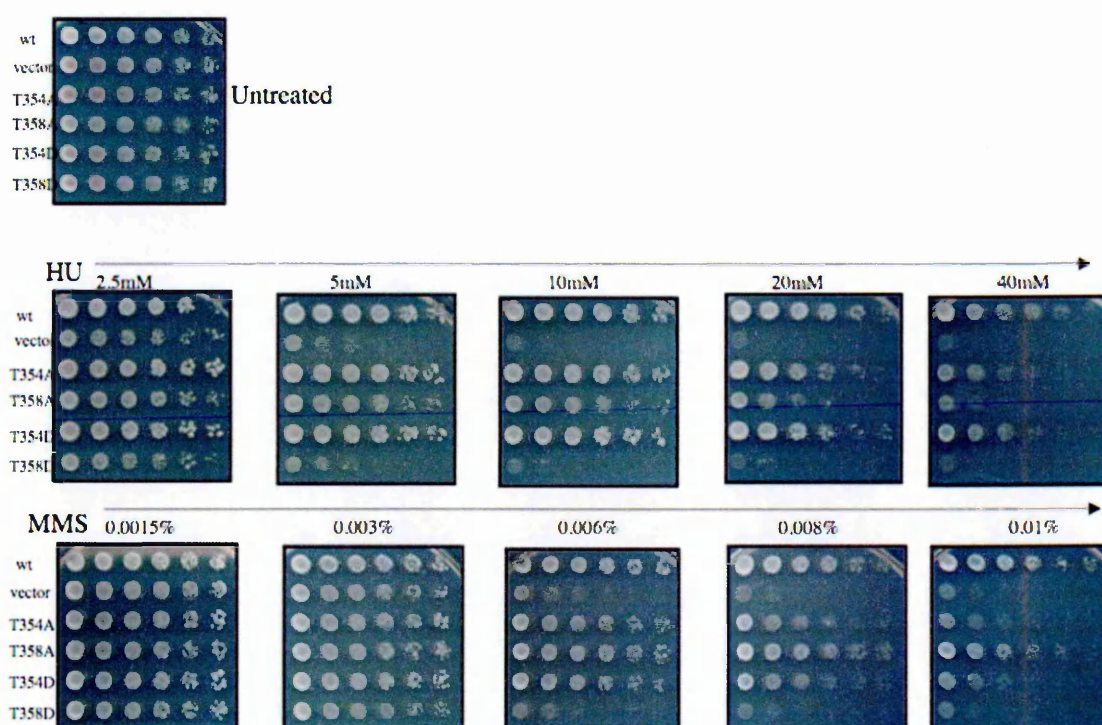 wt
vector
T354A
Untreated
T358A
T354D
T358D
HU
2.5mM 5mM 10mM 20mM 40mM
wt
vector
T354A
T358A
T354D
T358D
MMS
0.0015% 0.003% 0.006% 0.008% 0.01%
wt
vector
T354A
T358A
T354D
T358D